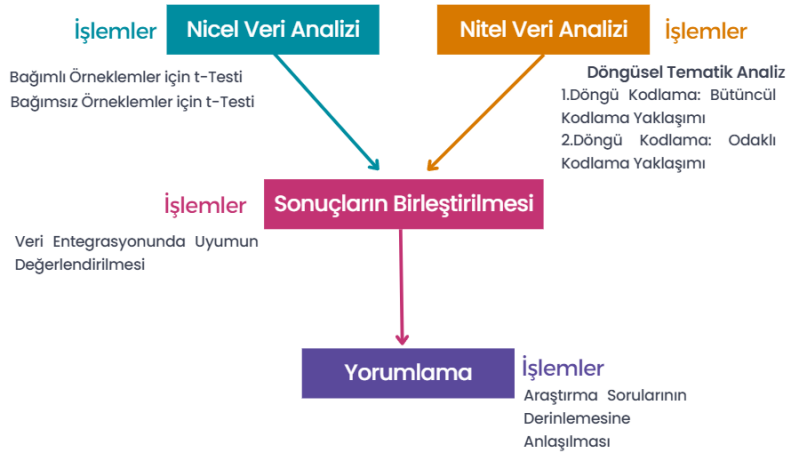 İşlemler
Nicel Veri Analizi
Bağımlı Örneklemler için t-Testi
Bağımsız Örneklemler için t-Testi
Nitel Veri Analizi
İşlemler
Döngüsel Tematik Analiz
1.Döngü Kodlama: Bütüncül
Kodlama Yaklaşımı
2.Döngü Kodlama: Odaklı
Kodlama Yaklaşımı
İşlemler
Sonuçların Birleştirilmesi
Veri Entegrasyonunda Uyumun
Değerlendirilmesi
Yorumlama
İşlemler
Araştırma Sorularının
Derinlemesine
Anlaşılması